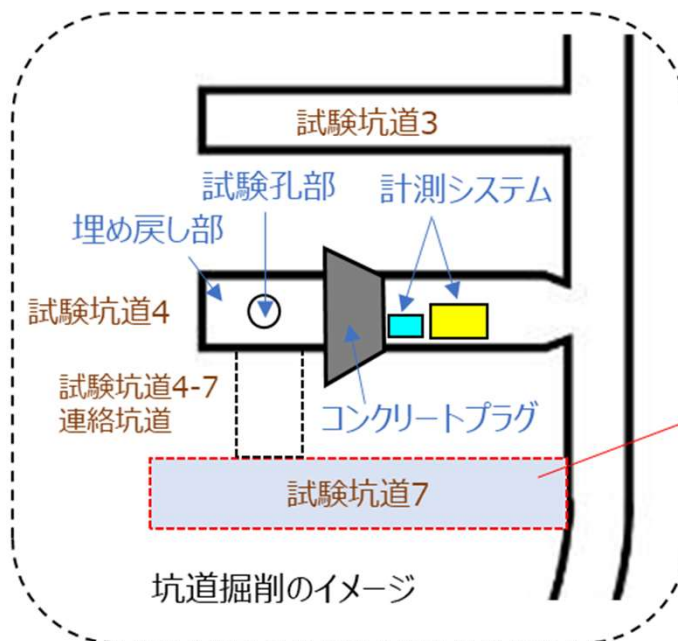 試験坑道3
試験孔部
計測システム
埋め戻し部
試験坑道4
試験坑道4-7
連絡坑道
コンクリートプラグ
試験坑道7
坑道掘削のイメージ